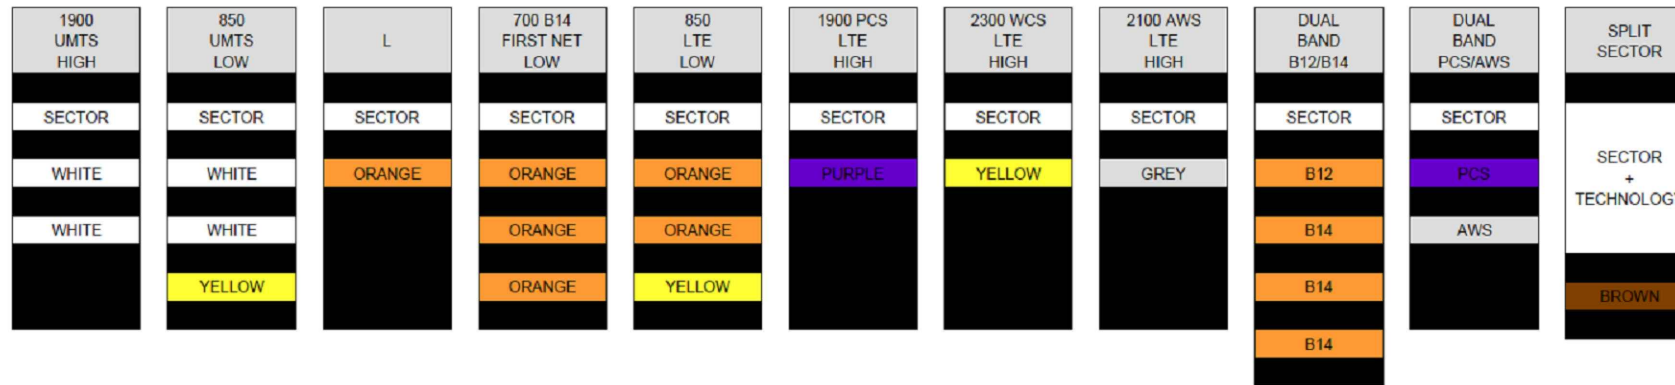 1900
UMTS
HIGH
SECTOR
WHITE
WHITE
850
UMTS
LOW
SECTOR
WHITE
WHITE
YELLOW
L
SECTOR
ORANGE
700 B14
FIRST NET
LOW
SECTOR
ORANGE
ORANGE
ORANGE
850
LTE
LOW
SECTOR
ORANGE
ORANGE
YELLOW
1900 PCS
LTE
HIGH
SECTOR
PURPLE
2300 WCS
LTE
HIGH
SECTOR
YELLOW
2100 AWS
LTE
HIGH
SECTOR
GREY
DUAL
BAND
B12/B14
SECTOR
B12
B14
B14
B14
DUAL
BAND
PCS/AWS
SECTOR
PCS
AWS
SPLIT
SECTOR
SECTOR
+
TECHNOLOGY
BROWN